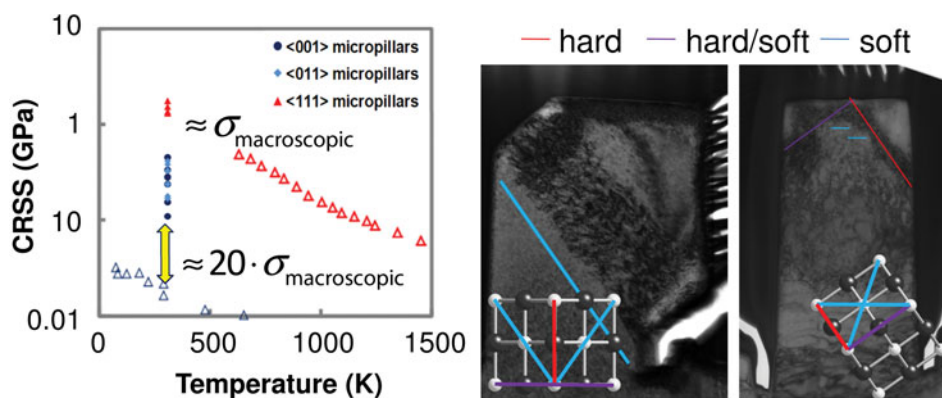 CRSS (GPa)
10
1
10
0.01
<001> micropillars
<011> micropillars
<111> micropillars
≈ σmacroscopic
≈ 20 · σmacroscopic
0 500 1000 1500
Temperature (K)
hard hard/soft soft